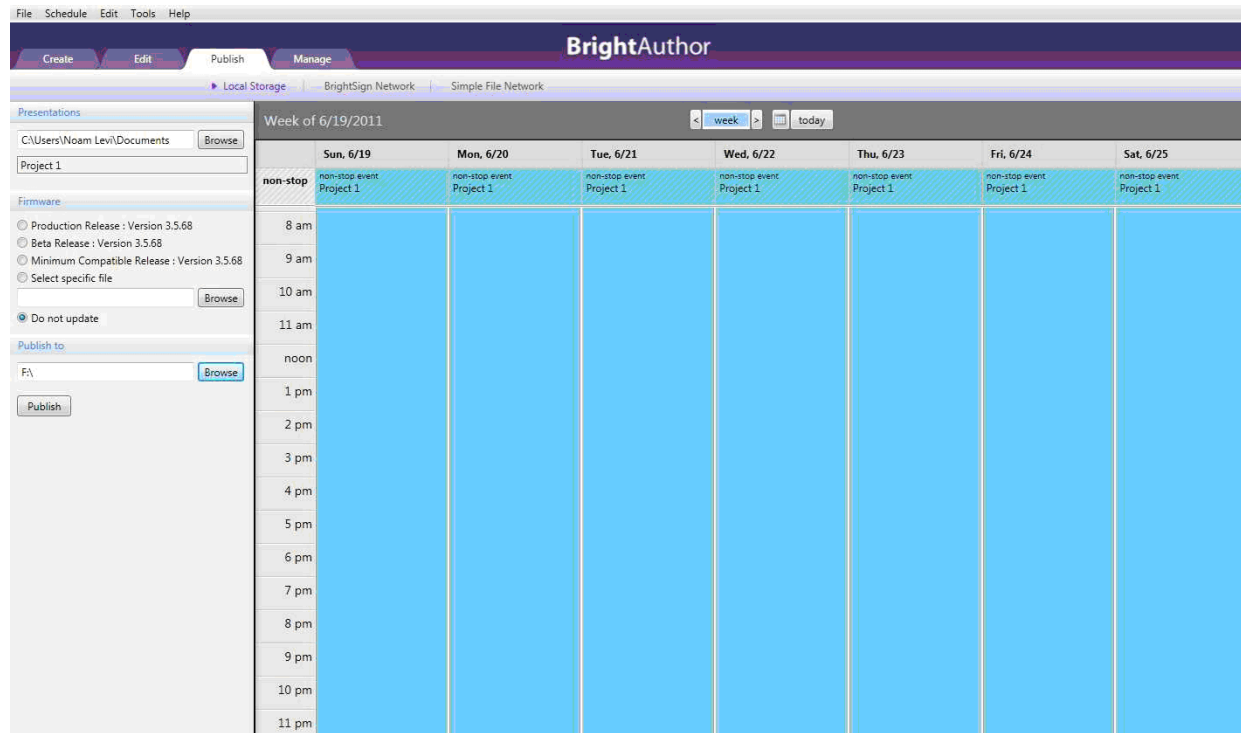 File Schedule Edit Tools Help
BrightAuthor
Create Edit Publish Manage
Local Storage BrightSign Network Simple File Network
Presentations
C:\Users\Noam Levi\Documents Browse
Project 1
Firmware
Production Release : Version 3.5.68
Beta Release : Version 3.5.68
Minimum Compatible Release : Version 3.5.68
Select specific file
Browse
Do not update
Publish to
F:\ Browse
Publish
Week of 6/19/2011 < week > today
Sun, 6/19 Mon, 6/20 Tue, 6/21 Wed, 6/22 Thu, 6/23 Fri, 6/24 Sat, 6/25
non-stop
non-stop event non-stop event non-stop event non-stop event non-stop event non-stop event non-stop event
Project 1 Project 1 Project 1 Project 1 Project 1 Project 1 Project 1
8 am
9 am
10 am
11 am
noon
1 pm
2 pm
3 pm
4 pm
5 pm
6 pm
7 pm
8 pm
9 pm
10 pm
11 pm